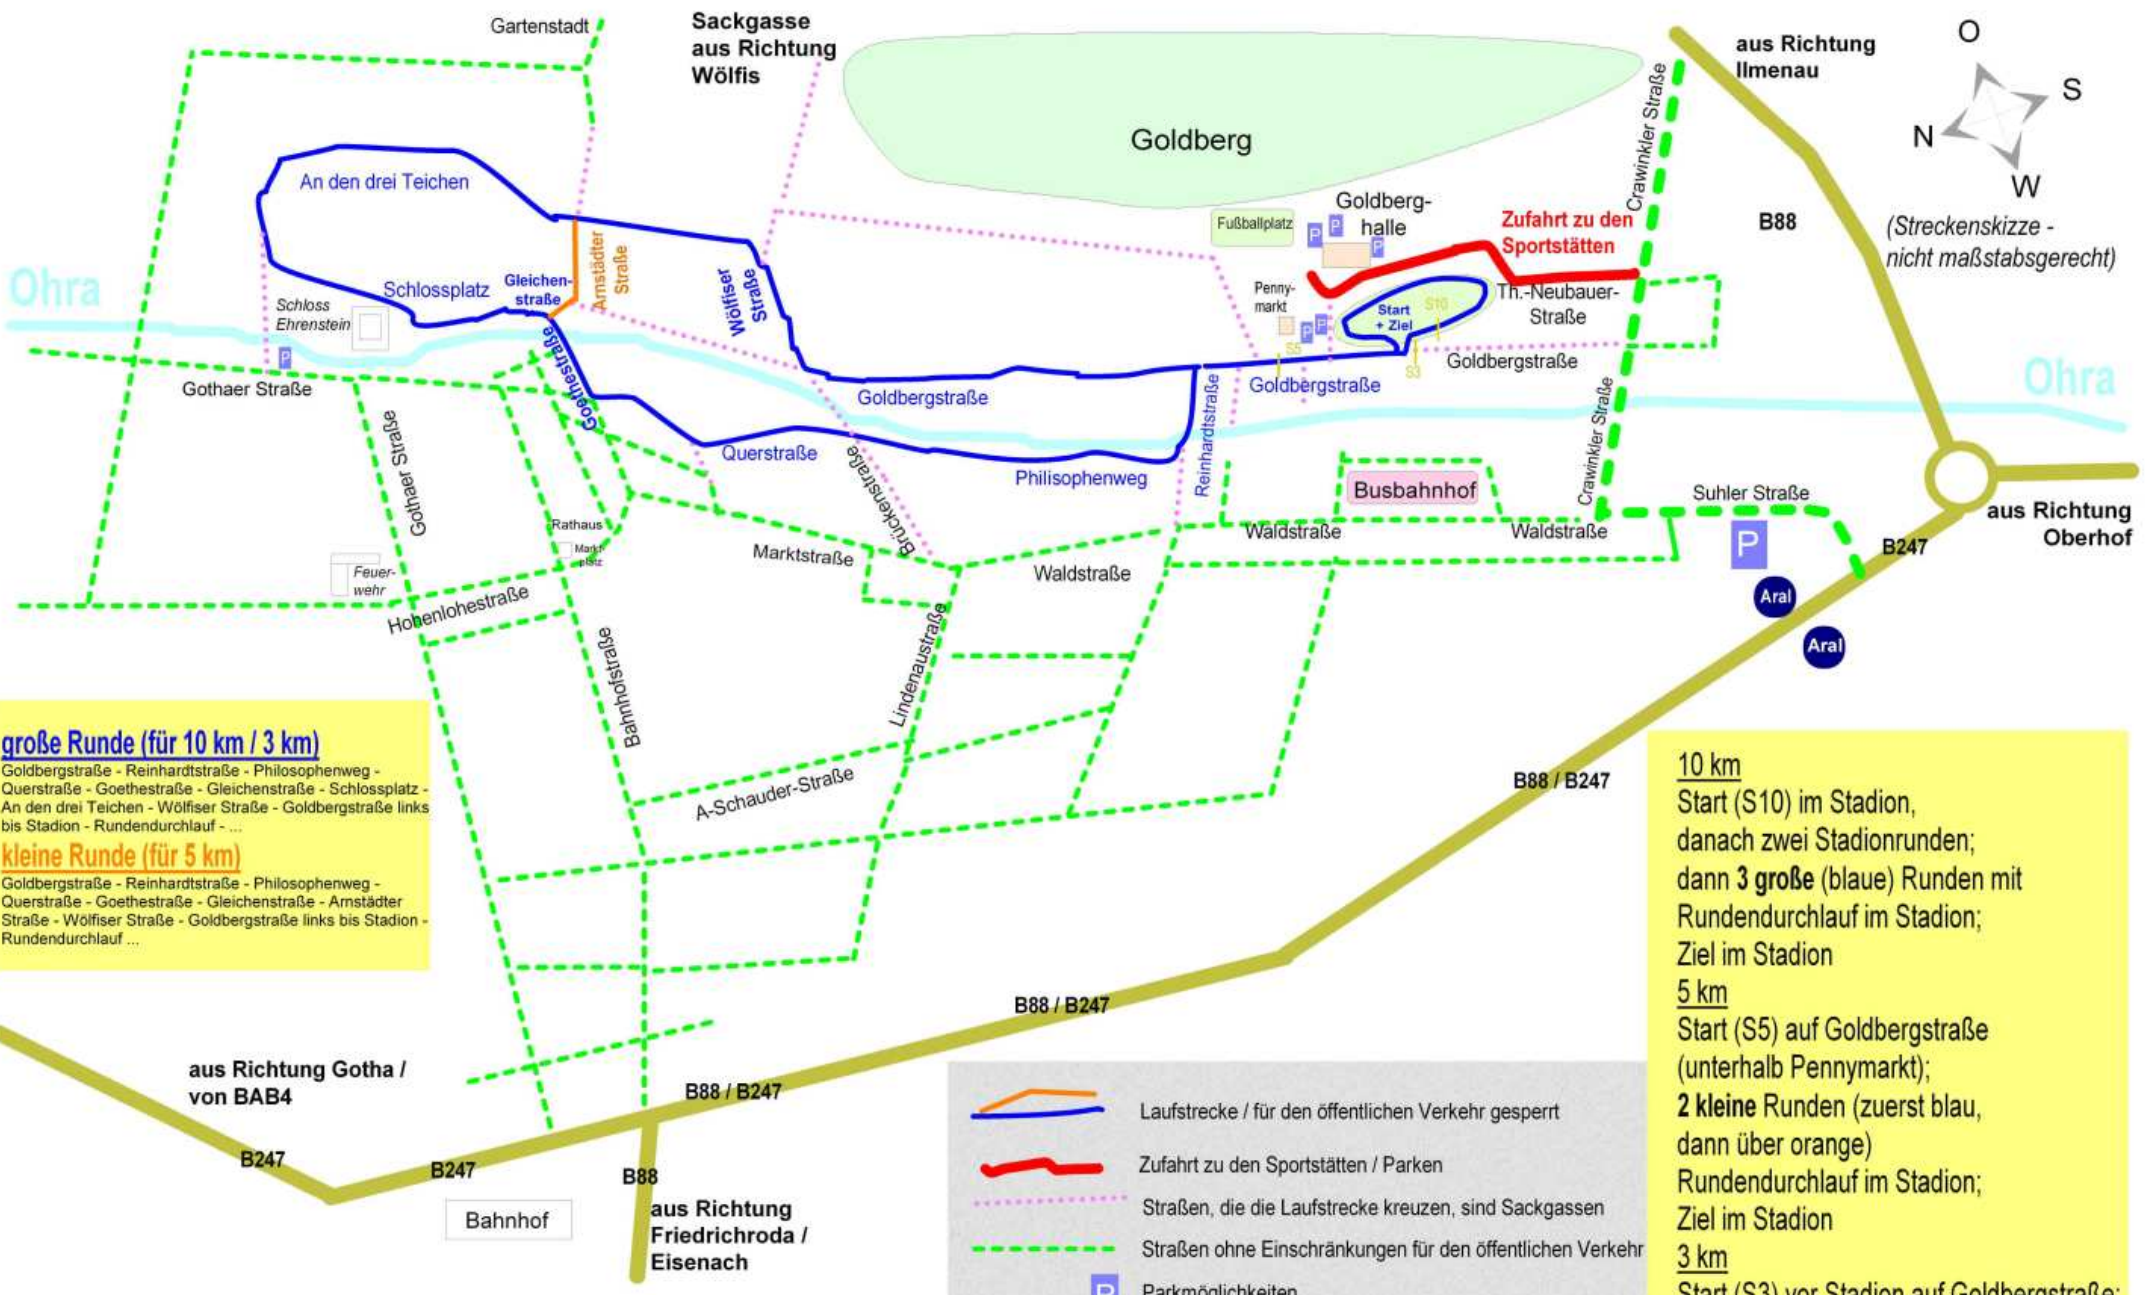 Gartenstadt
Sackgasse
aus Richtung
Wölfis
aus Richtung
Ilmenau
O
S
N
W
(Streckenskizze -
nicht maßstabsgerecht)
Goldberg
Crawinkler Straße
B88
An den drei Teichen
Goldberg-
halle
Fußballplatz
P
P
P
Zufahrt zu den
Sportstätten
Arnstädter
Straße
Wölfiser
Straße
Gleichen-
straße
Schlossplatz
Ohra
Schloss
Ehrenstein
P
Penny-
markt
P
P
Start
+ Ziel
S10
S5
S3
Th.-Neubauer-
Straße
Goldbergstraße
Goldbergstraße
Goldbergstraße
Ohra
Gothaer Straße
Goethestraße
Gothaer Straße
Querstraße
Brückenstraße
Philisophenweg
Reinhardtstraße
Crawinkler Straße
Busbahnhof
Suhler Straße
P
aus Richtung
Oberhof
B247
Rathaus
Markt-
platz
Marktstraße
Waldstraße
Waldstraße
Waldstraße
Feuer-
wehr
Hohenlohestraße
Bahnhofstraße
Lindenaustraße
A-Schauder-Straße
Aral
Aral
B88 / B247
B88 / B247
B88 / B247
große Runde (für 10 km / 3 km)
Goldbergstraße - Reinhardtstraße - Philosophenweg -
Querstraße - Goethestraße - Gleichenstraße - Schlossplatz -
An den drei Teichen - Wölfiser Straße - Goldbergstraße links
bis Stadion - Rundendurchlauf - ...
kleine Runde (für 5 km)
Goldbergstraße - Reinhardtstraße - Philosophenweg -
Querstraße - Goethestraße - Gleichenstraße - Arnstädter
Straße - Wölfiser Straße - Goldbergstraße links bis Stadion -
Rundendurchlauf ...
aus Richtung Gotha /
von BAB4
B247
B247
B88
Bahnhof
aus Richtung
Friedrichroda /
Eisenach
Laufstrecke / für den öffentlichen Verkehr gesperrt
Zufahrt zu den Sportstätten / Parken
Straßen, die die Laufstrecke kreuzen, sind Sackgassen
Straßen ohne Einschränkungen für den öffentlichen Verkehr
P Parkmöglichkeiten
10 km
Start (S10) im Stadion,
danach zwei Stadionrunden;
dann 3 große (blaue) Runden mit
Rundendurchlauf im Stadion;
Ziel im Stadion
5 km
Start (S5) auf Goldbergstraße
(unterhalb Pennymarkt);
2 kleine Runden (zuerst blau,
dann über orange)
Rundendurchlauf im Stadion;
Ziel im Stadion
3 km
Start (S3) vor Stadion auf Goldbergstraße;